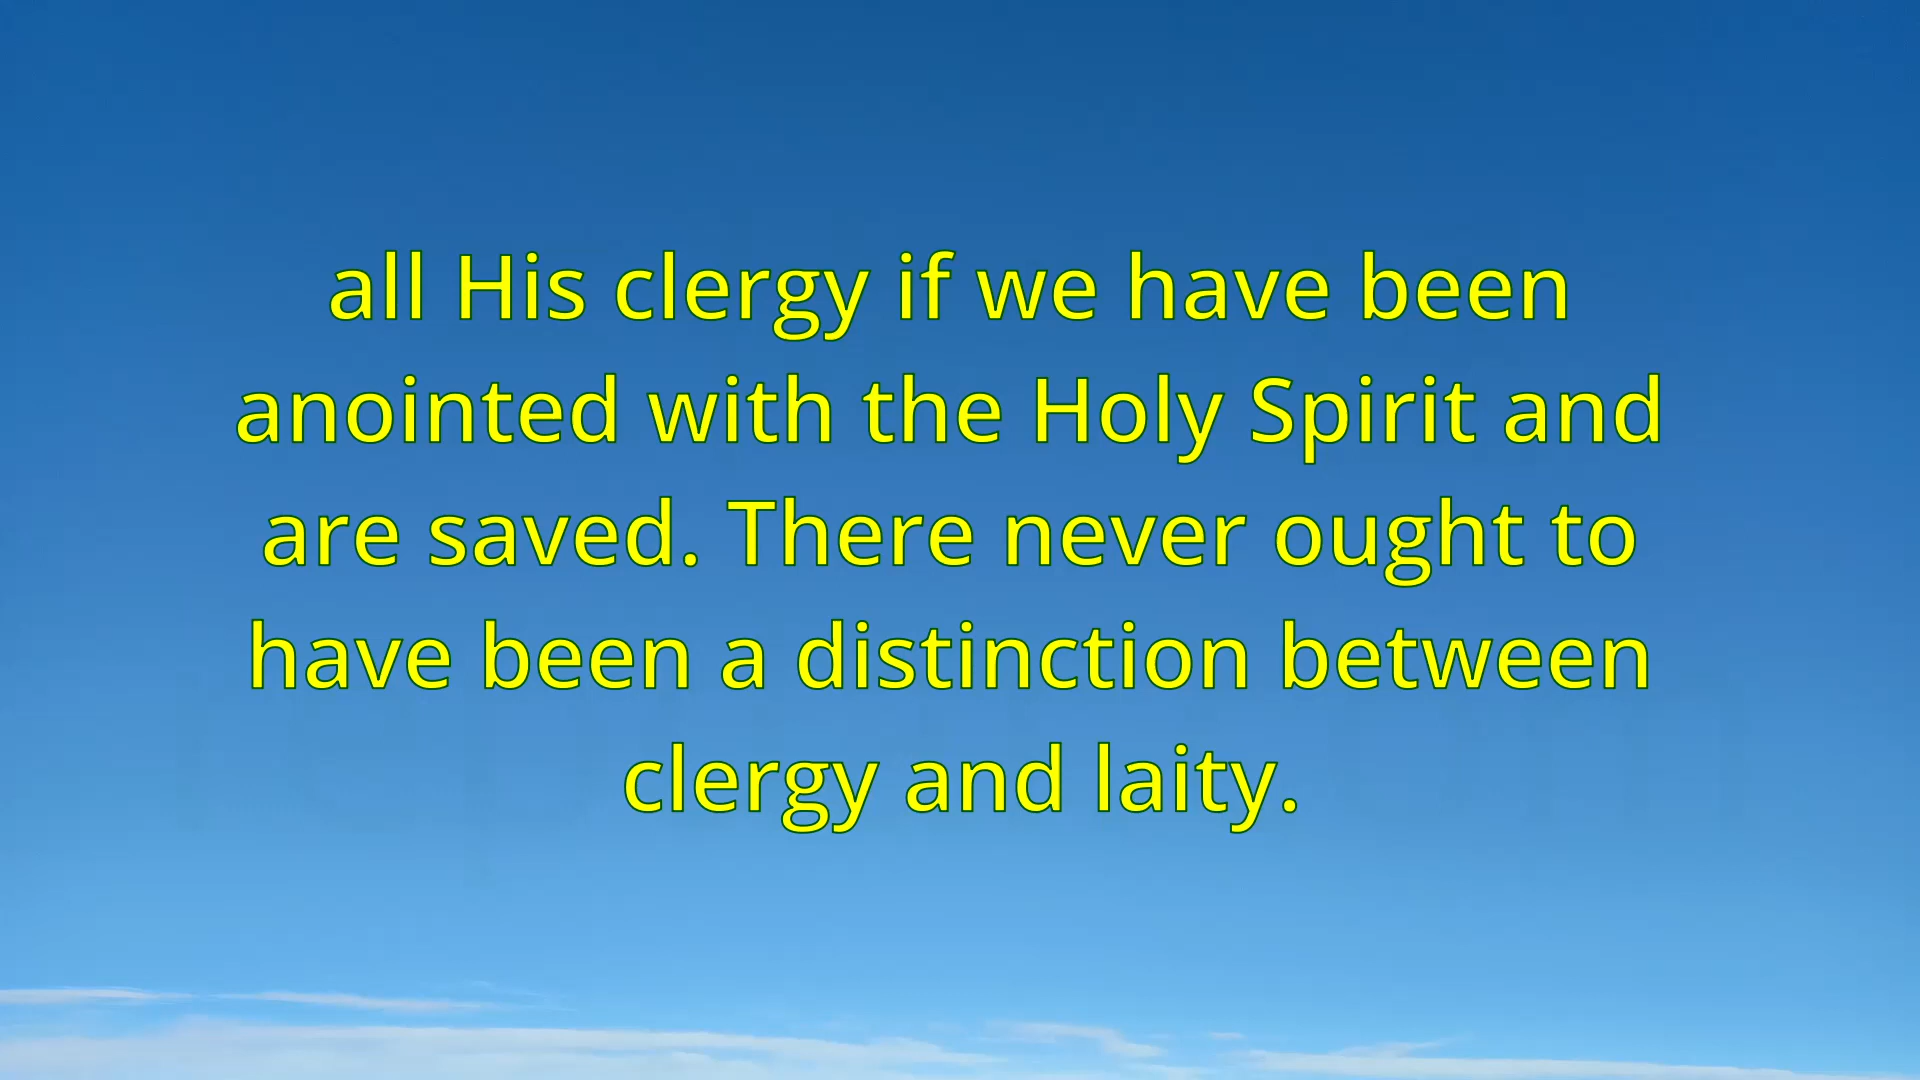 all His clergy if we have been
anointed with the Holy Spirit and
are saved. There never ought to
have been a distinction between
clergy and laity.